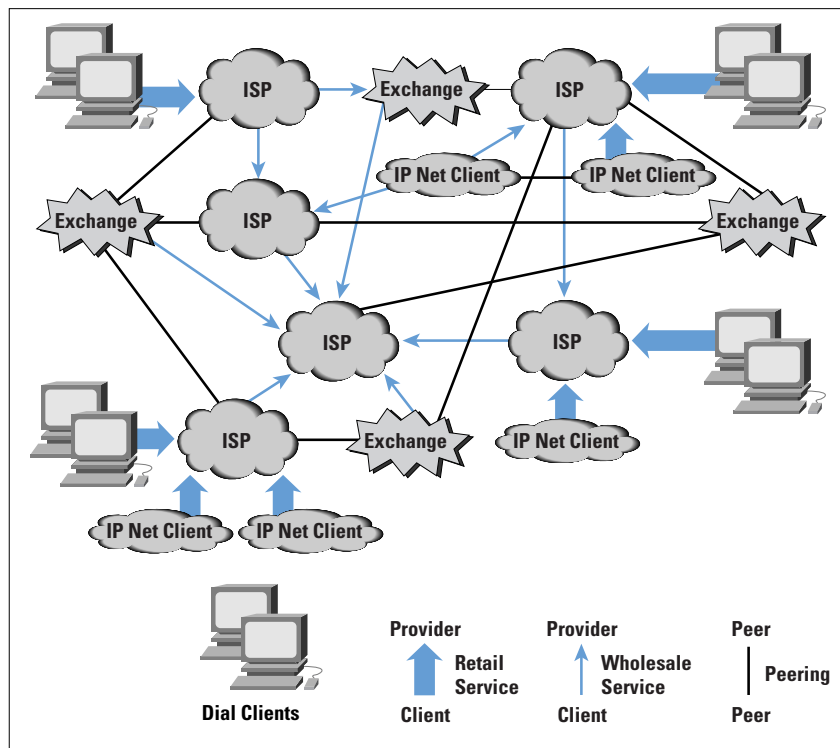 ISP
Exchange
ISP
IP Net Client
IP Net Client
Exchange
ISP
Exchange
ISP
ISP
ISP
Exchange
IP Net Client
IP Net Client
IP Net Client
Dial Clients
Provider
Retail
Service
Client
Provider
Wholesale
Service
Client
Peer
Peering
Peer